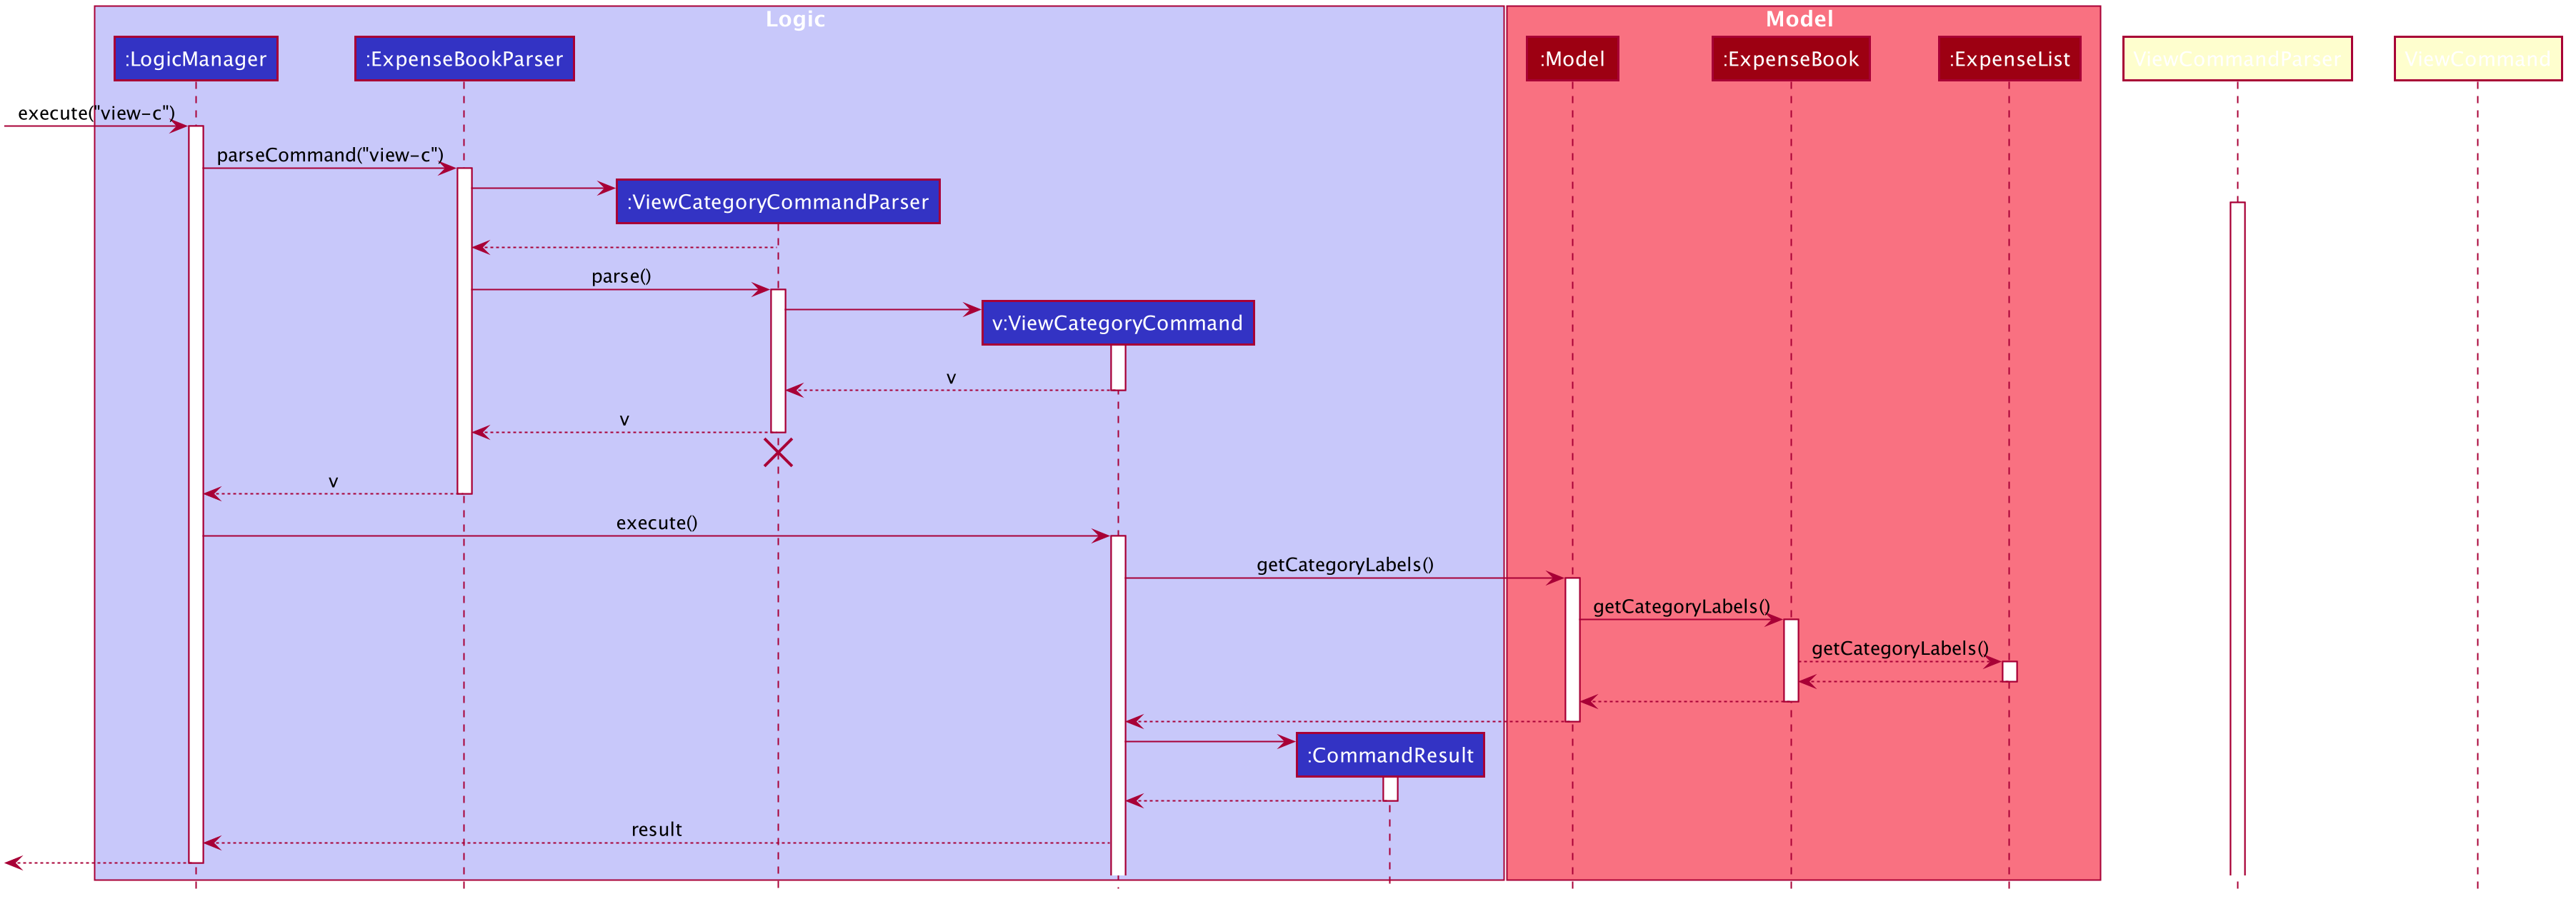 Logic
Model
:LogicManager
:ExpenseBookParser
:Model
:ExpenseBook
:ExpenseList
ViewCommandParser
ViewCommand
execute("view-c")
parseCommand("view-c")
:ViewCategoryCommandParser
parse()
v:ViewCategoryCommand
v
v
v
execute()
getCategoryLabels()
getCategoryLabels()
getCategoryLabels()
:CommandResult
result